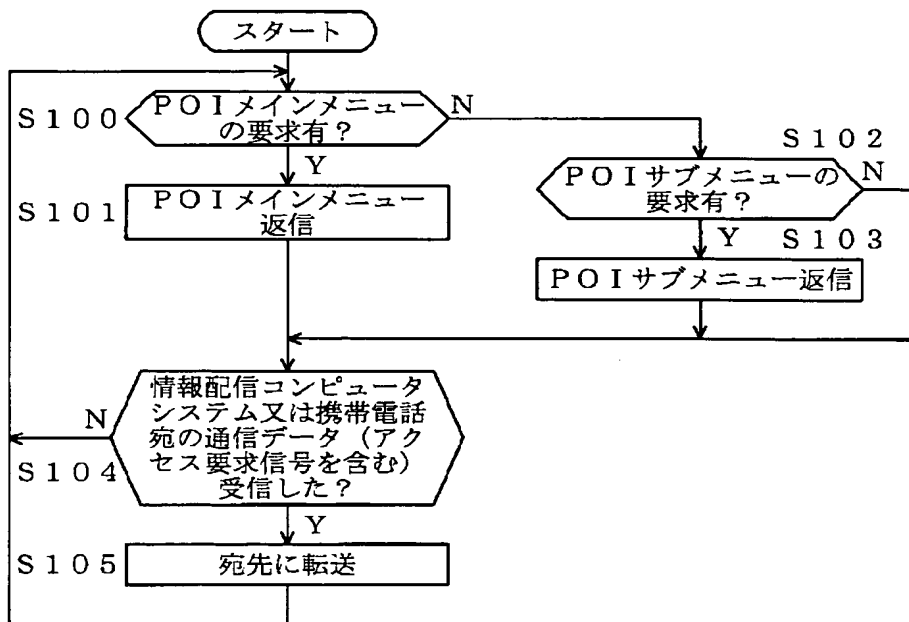 スタート
S100
POIメインメニュー
の要求有?
N
Y
S101
POIメインメニュー
返信
S102
POIサブメニューの
要求有?
N
Y
S103
POIサブメニュー返信
情報配信コンピュータ
システム又は携帯電話
宛の通信データ(アク
セス要求信号を含む)
受信した?
N
S104
Y
S105
宛先に転送